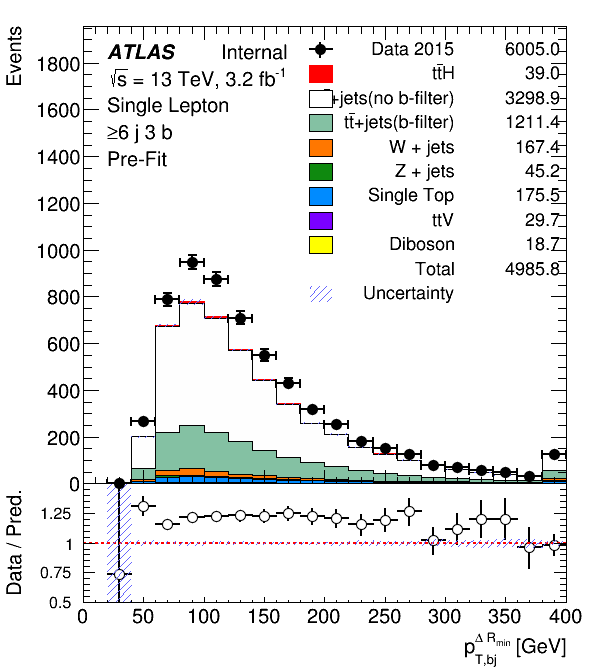 Events
1800
1600
1400
1200
1000
800
600
400
200
0
ATLAS Internal
√s = 13 TeV, 3.2 fb-1
Single Lepton
≥6 j 3 b
Pre-Fit
Data 2015 6005.0
tt̄H 39.0
+jets(no b-filter) 3298.9
tt̄+jets(b-filter) 1211.4
W + jets 167.4
Z + jets 45.2
Single Top 175.5
ttV 29.7
Diboson 18.7
Total 4985.8
Uncertainty
Data / Pred.
1.25
1
0.75
0.5
0 50 100 150 200 250 300 350 400
p T,bj Δ Rmin [GeV]